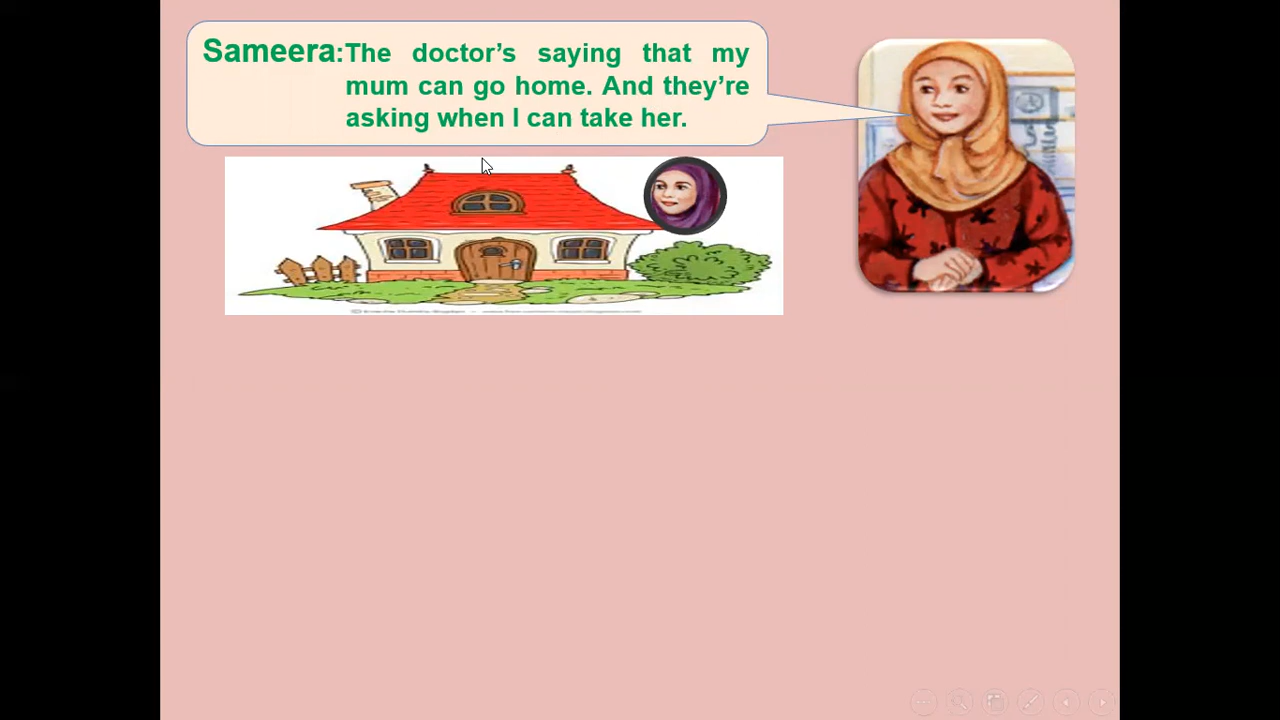 Sameera:The doctor's saying that my
mum can go home. And they're
asking when I can take her.